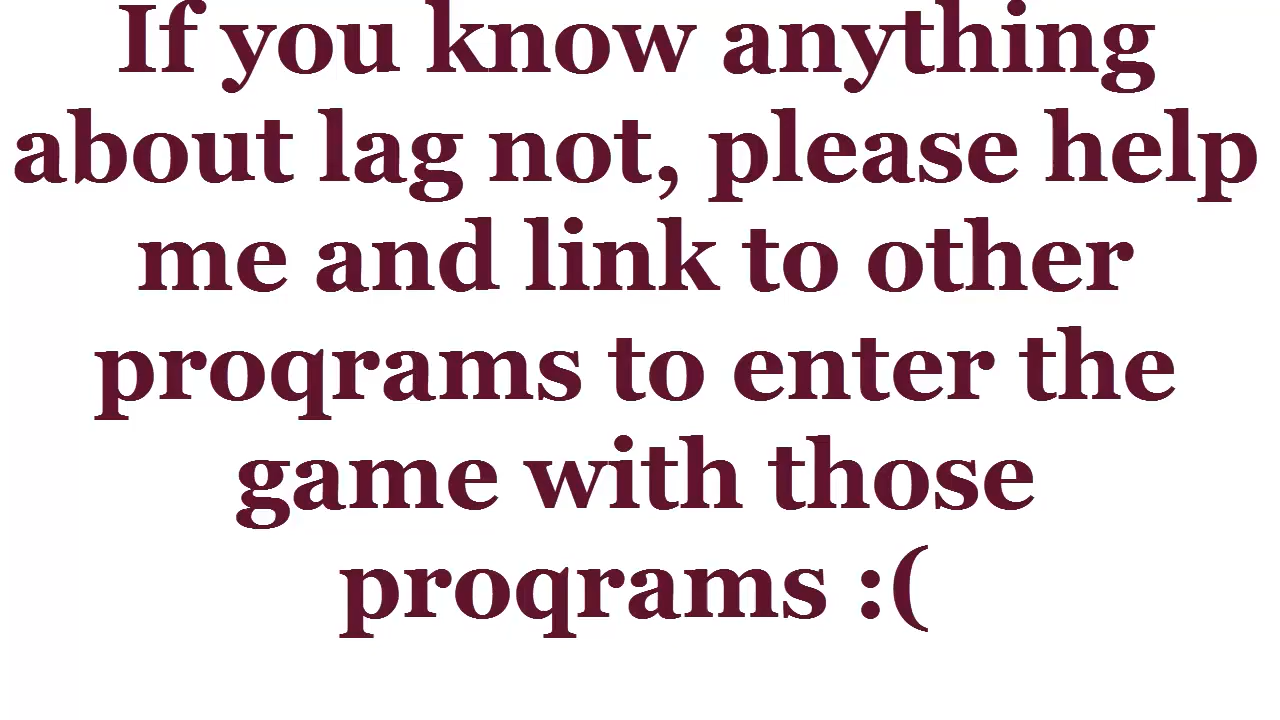 If you know anything
about lag not, please help
me and link to other
proqrams to enter the
game with those
proqrams :(